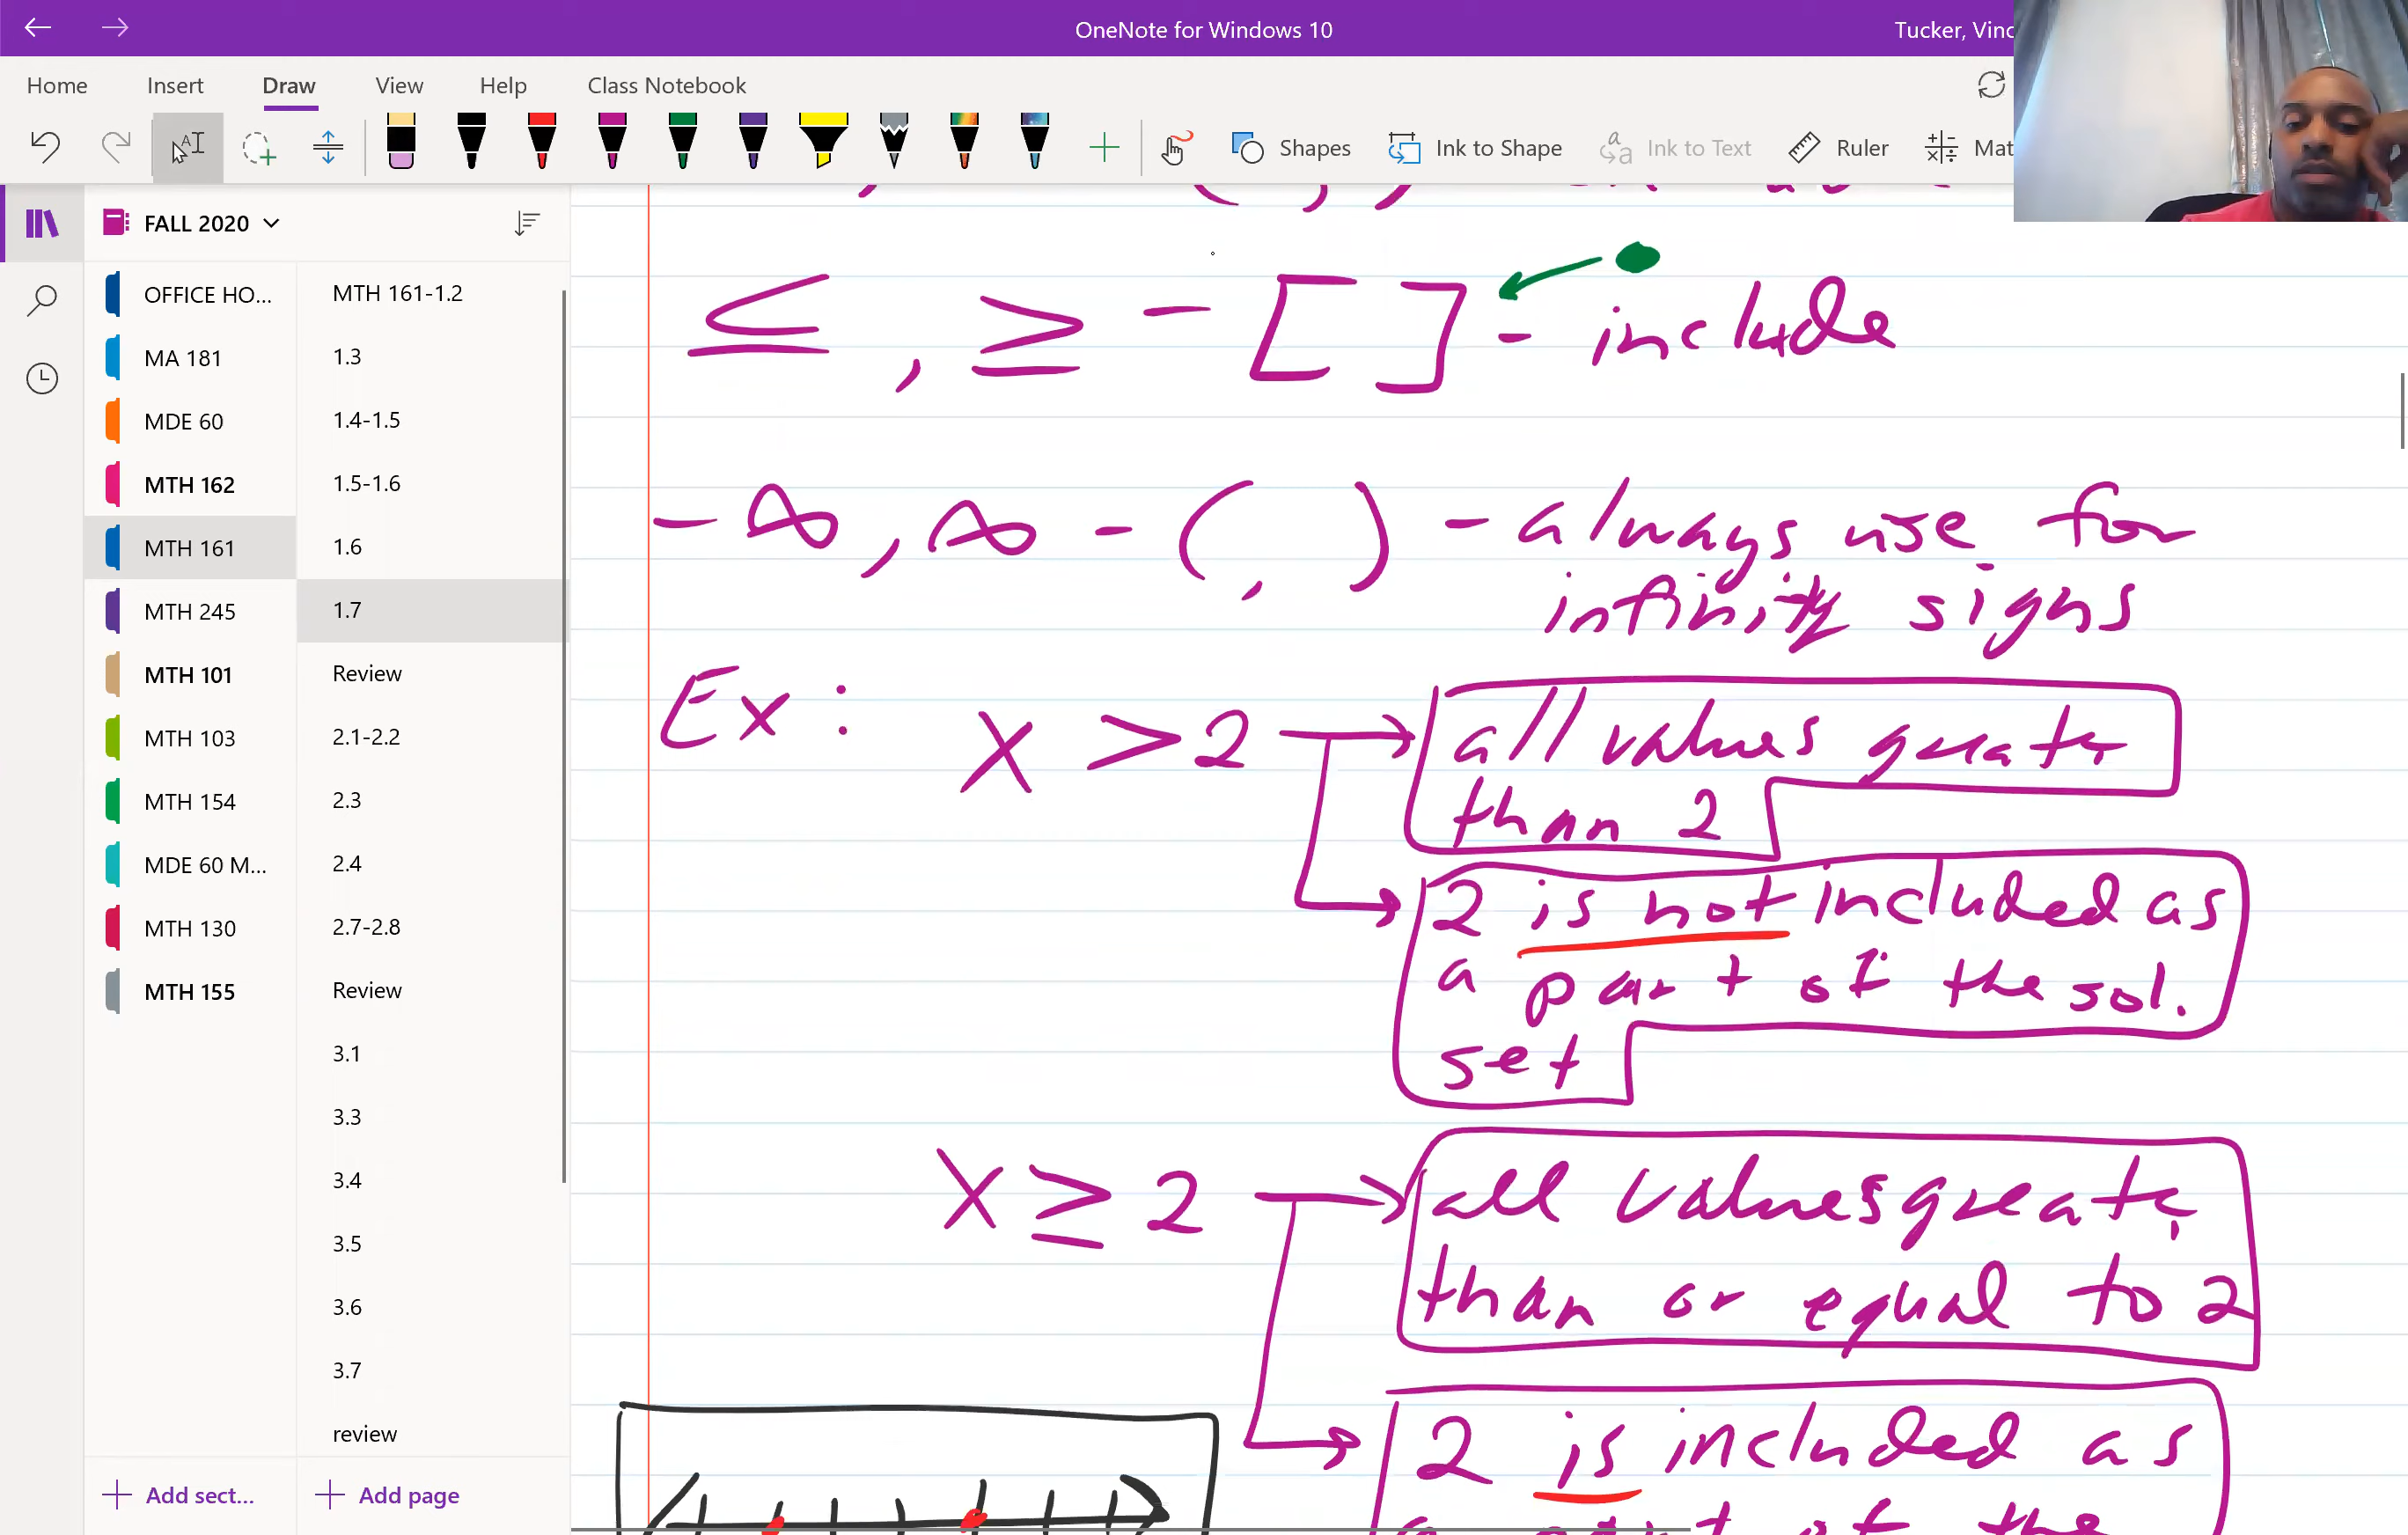 OneNote for Windows 10
Tucker, Vinc
Home Insert Draw View Help Class Notebook
Shapes Ink to Shape Ink to Text Ruler Mat
FALL 2020
OFFICE HO...
MA 181
MDE 60
MTH 162
MTH 161
MTH 245
MTH 101
MTH 103
MTH 154
MDE 60 M...
MTH 130
MTH 155
Add sect...
MTH 161-1.2
1.3
1.4-1.5
1.5-1.6
1.6
1.7
Review
2.1-2.2
2.3
2.4
2.7-2.8
Review
3.1
3.3
3.4
3.5
3.6
3.7
review
Add page
≤ , ≥ - [ ] - include
-∞, ∞ - ( , ) - always use for
infinity signs
Ex : x > 2 → all values greater
than 2
2 is not included as
a part of the sol.
set
x ≥ 2 → all values greater
than or equal to 2
2 is included as